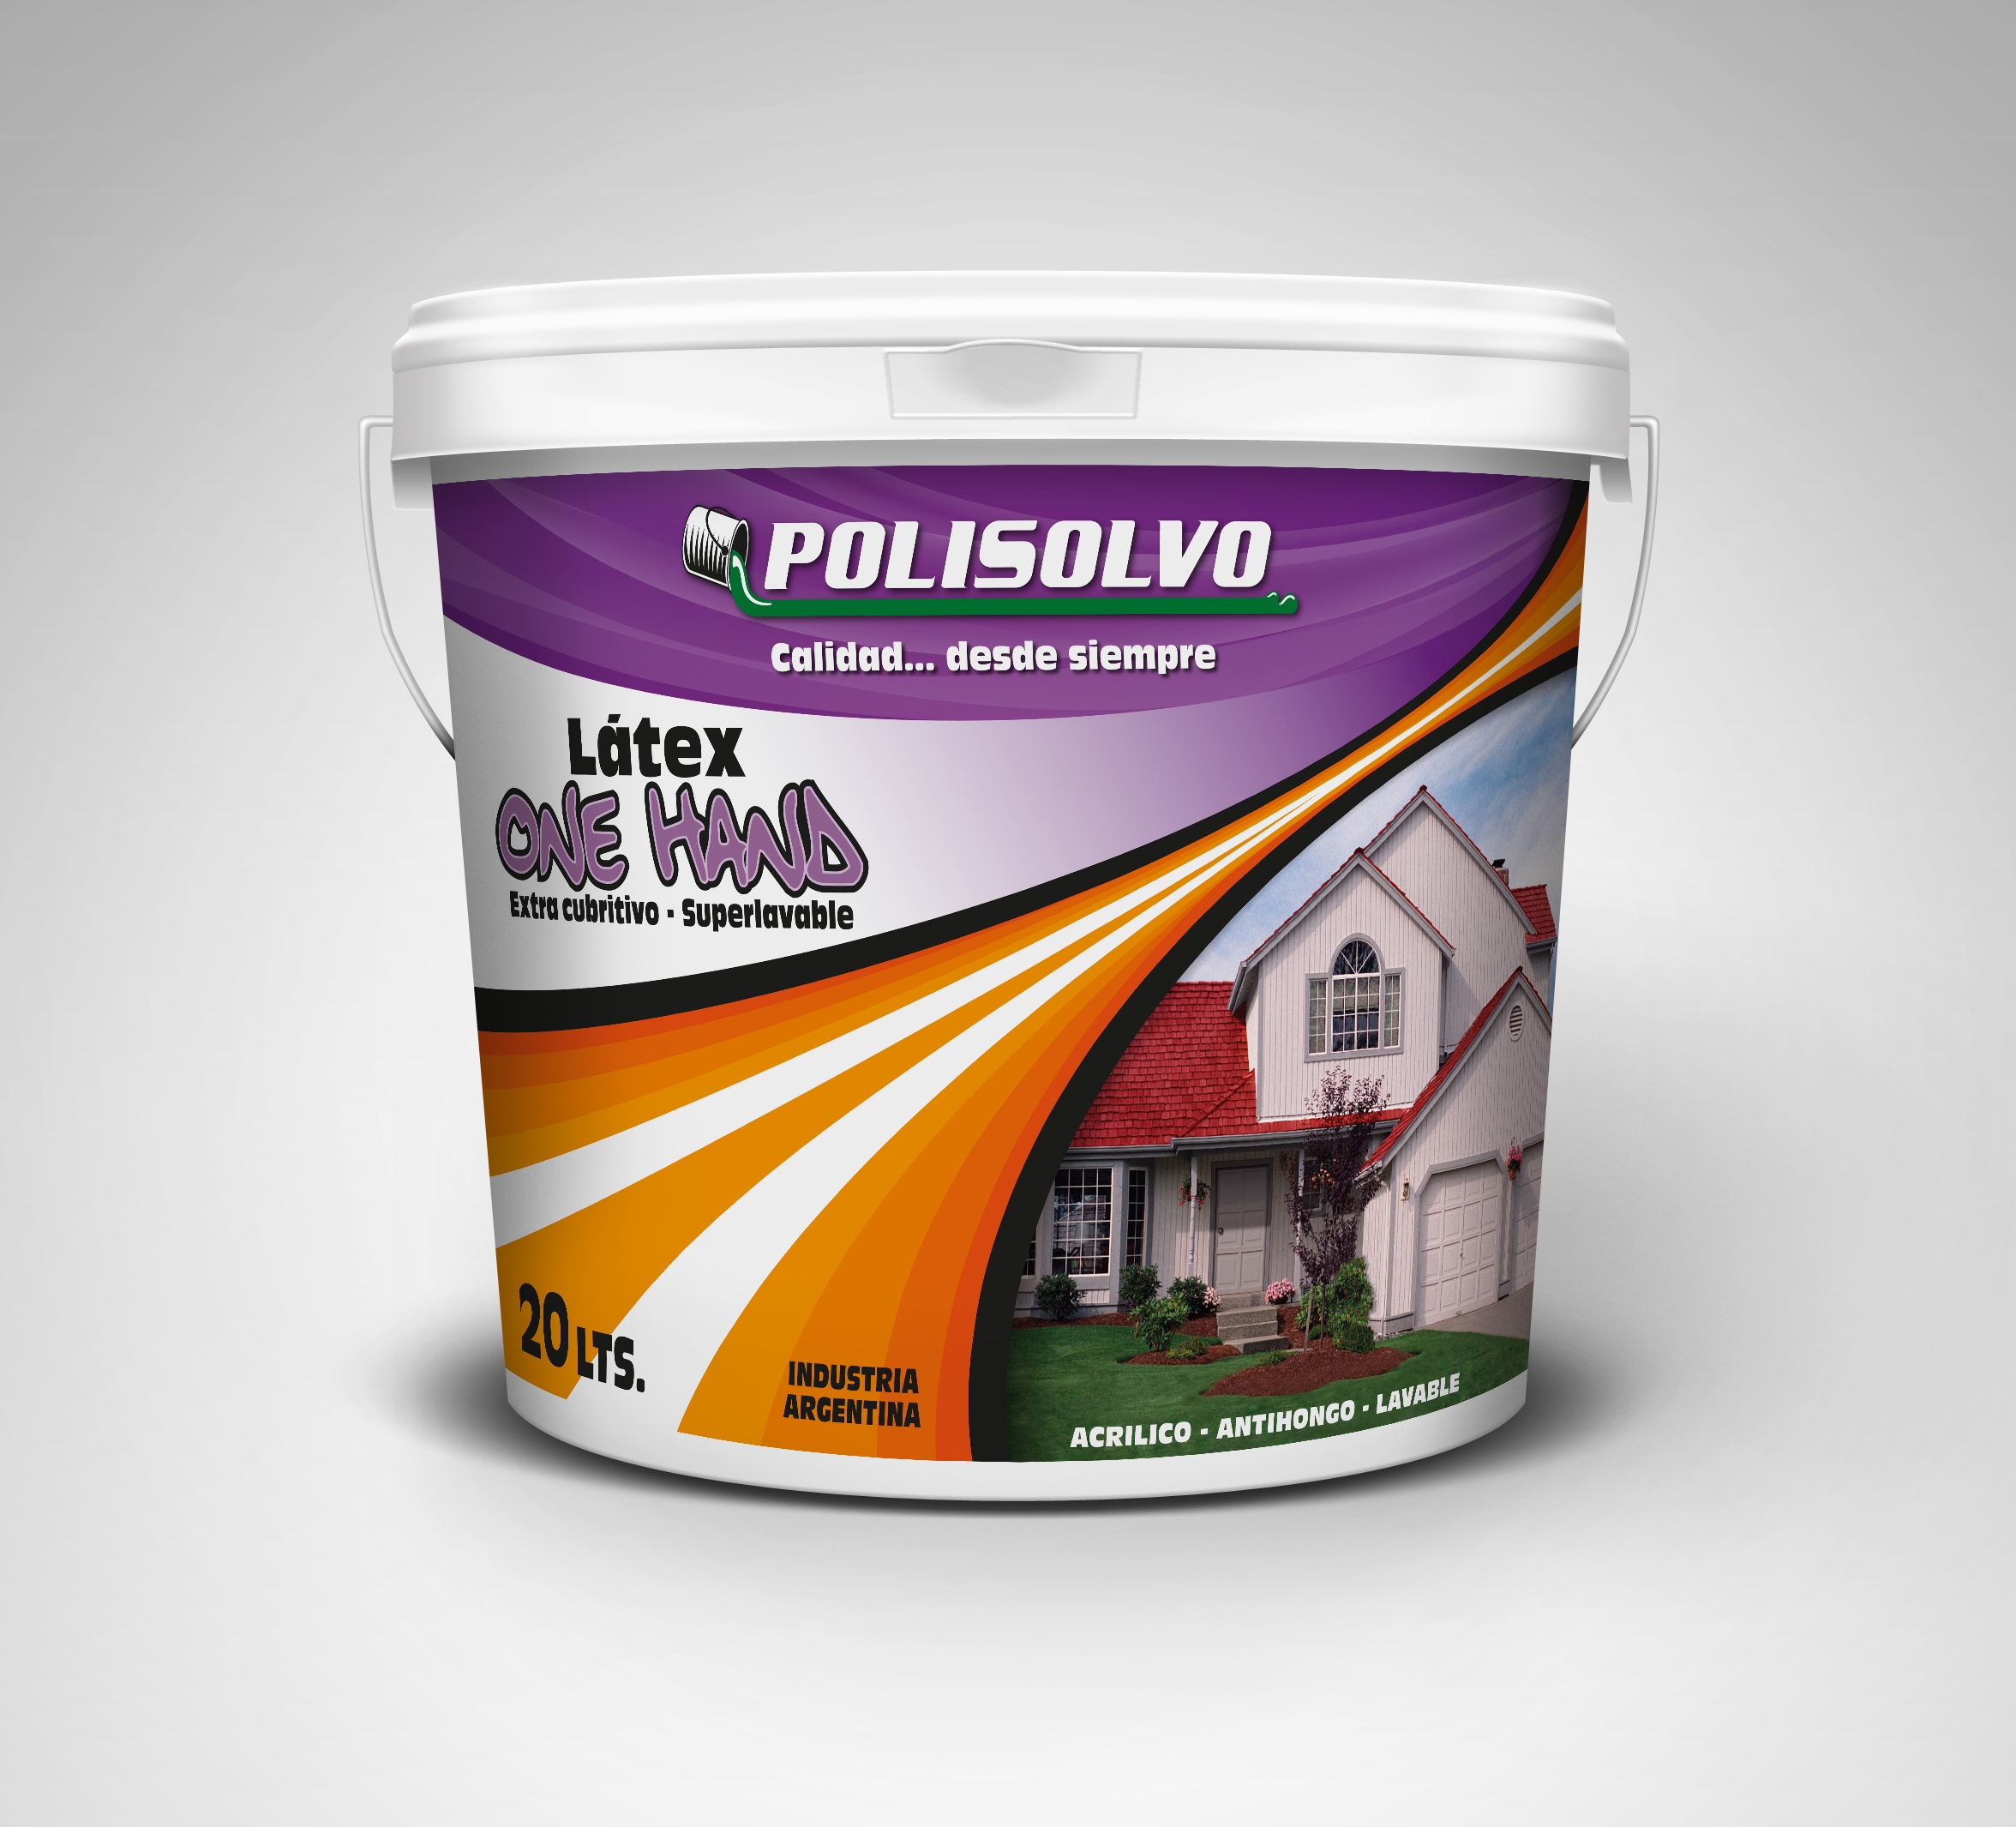 POLISOLVO
Calidad... desde siempre
Látex
ONE HAND
Extra cubritivo · Superlavable
20 LTS.
INDUSTRIA
ARGENTINA
ACRILICO - ANTIHONGO - LAVABLE